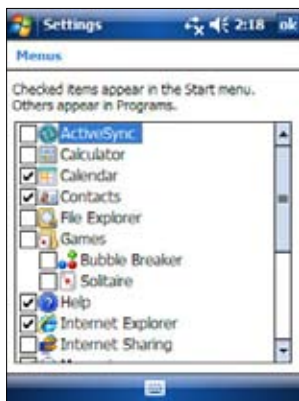 Settings 2:18 ok
Menus
Checked items appear in the Start menu.
Others appear in Programs.
ActiveSync
Calculator
Calendar
Contacts
File Explorer
Games
Bubble Breaker
Solitaire
Help
Internet Explorer
Internet Sharing